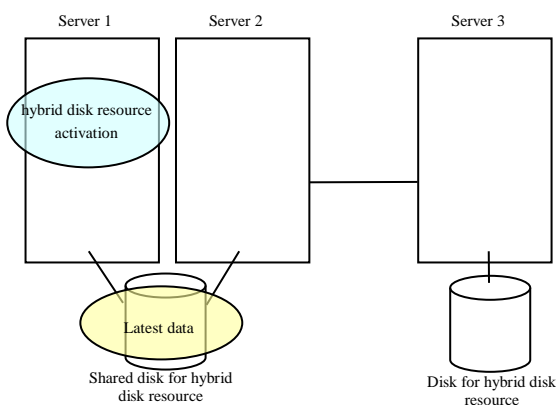 Server 1
Server 2
Server 3
hybrid disk resource
activation
Latest data
Shared disk for hybrid
disk resource
Disk for hybrid disk
resource